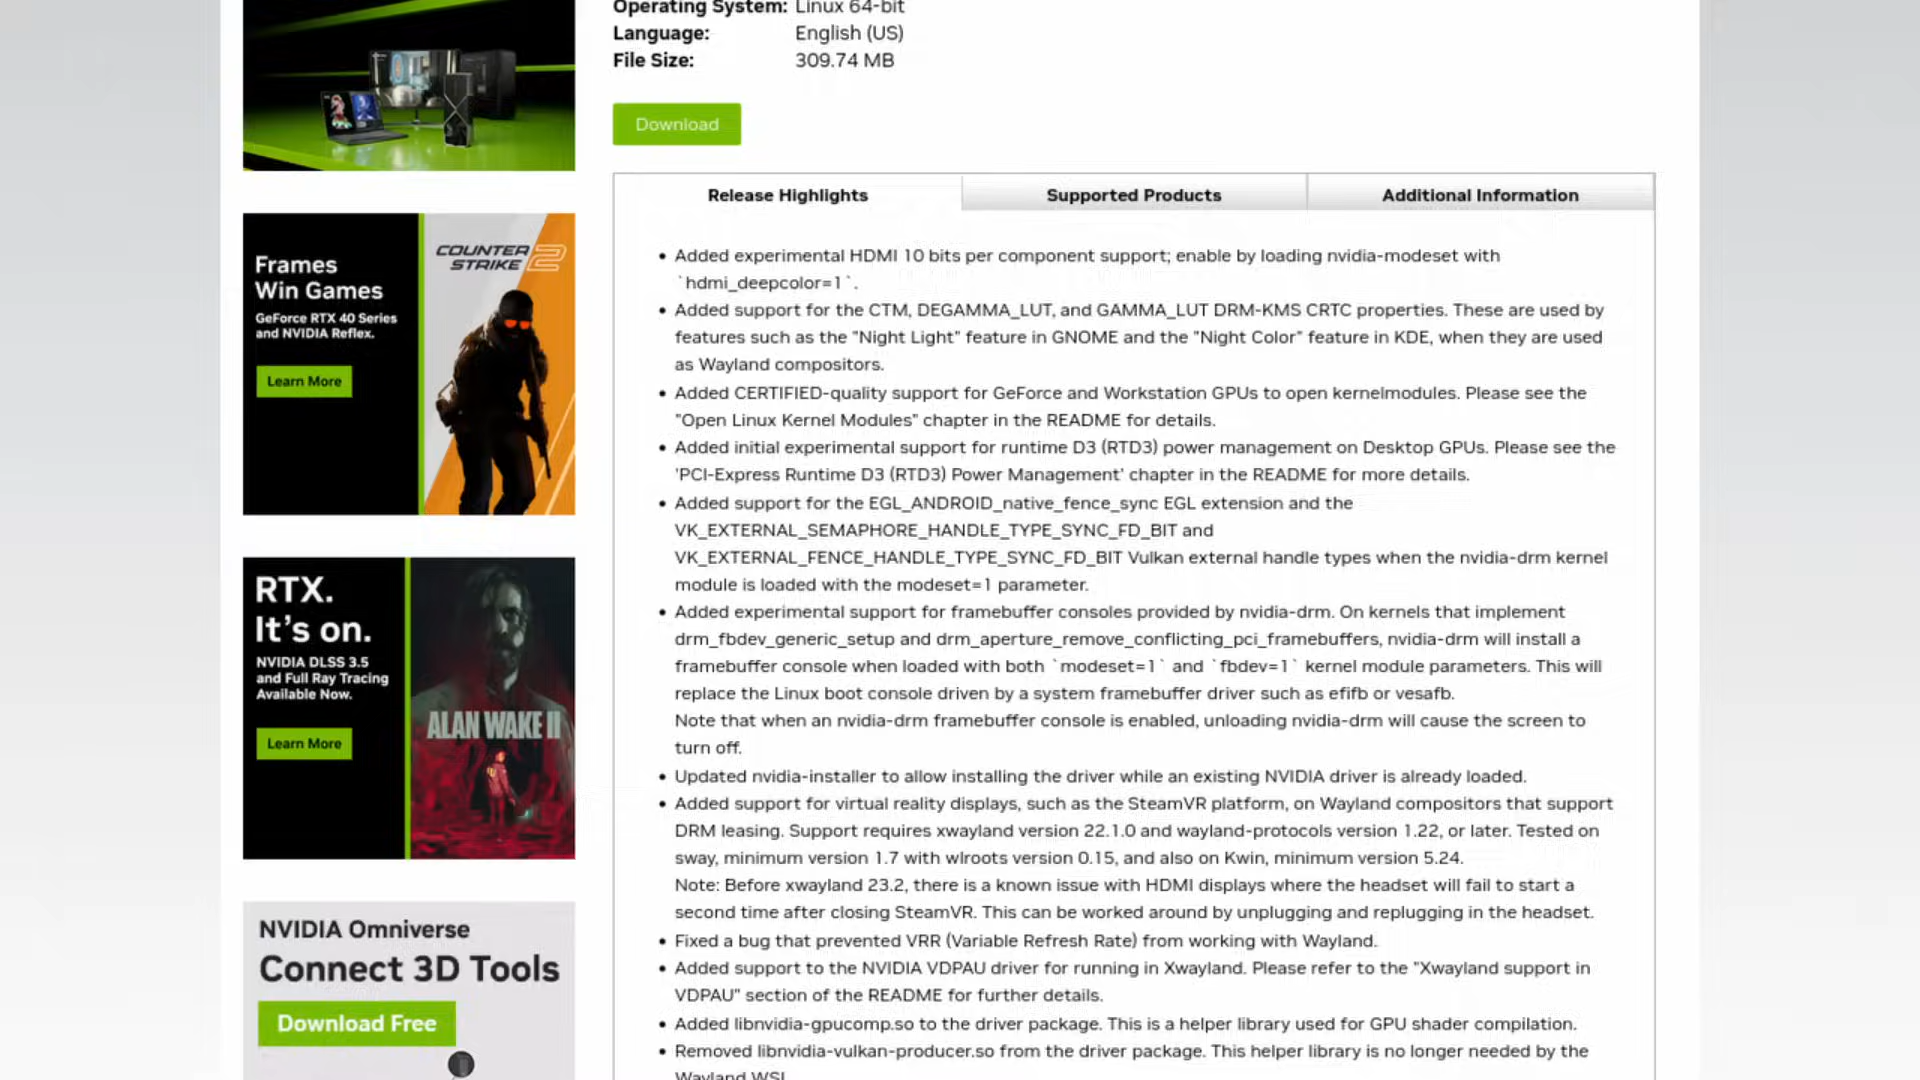 Operating System: Linux 64-bit
Language: English (US)
File Size: 309.74 MB
Download
Release Highlights
Supported Products
Additional Information
• Added experimental HDMI 10 bits per component support; enable by loading nvidia-modeset with
`hdmi_deepcolor=1`.
• Added support for the CTM, DEGAMMA_LUT, and GAMMA_LUT DRM-KMS CRTC properties. These are used by
features such as the "Night Light" feature in GNOME and the "Night Color" feature in KDE, when they are used
as Wayland compositors.
• Added CERTIFIED-quality support for GeForce and Workstation GPUs to open kernelmodules. Please see the
"Open Linux Kernel Modules" chapter in the README for details.
• Added initial experimental support for runtime D3 (RTD3) power management on Desktop GPUs. Please see the
'PCI-Express Runtime D3 (RTD3) Power Management' chapter in the README for more details.
• Added support for the EGL_ANDROID_native_fence_sync EGL extension and the
VK_EXTERNAL_SEMAPHORE_HANDLE_TYPE_SYNC_FD_BIT and
VK_EXTERNAL_FENCE_HANDLE_TYPE_SYNC_FD_BIT Vulkan external handle types when the nvidia-drm kernel
module is loaded with the modeset=1 parameter.
• Added experimental support for framebuffer consoles provided by nvidia-drm. On kernels that implement
drm_fbdev_generic_setup and drm_aperture_remove_conflicting_pci_framebuffers, nvidia-drm will install a
framebuffer console when loaded with both `modeset=1` and `fbdev=1` kernel module parameters. This will
replace the Linux boot console driven by a system framebuffer driver such as efifb or vesafb.
Note that when an nvidia-drm framebuffer console is enabled, unloading nvidia-drm will cause the screen to
turn off.
• Updated nvidia-installer to allow installing the driver while an existing NVIDIA driver is already loaded.
• Added support for virtual reality displays, such as the SteamVR platform, on Wayland compositors that support
DRM leasing. Support requires xwayland version 22.1.0 and wayland-protocols version 1.22, or later. Tested on
sway, minimum version 1.7 with wlroots version 0.15, and also on Kwin, minimum version 5.24.
Note: Before xwayland 23.2, there is a known issue with HDMI displays where the headset will fail to start a
second time after closing SteamVR. This can be worked around by unplugging and replugging in the headset.
• Fixed a bug that prevented VRR (Variable Refresh Rate) from working with Wayland.
• Added support to the NVIDIA VDPAU driver for running in Xwayland. Please refer to the "Xwayland support in
VDPAU" section of the README for further details.
• Added libnvidia-gpucomp.so to the driver package. This is a helper library used for GPU shader compilation.
• Removed libnvidia-vulkan-producer.so from the driver package. This helper library is no longer needed by the
Wayland WSI.
Frames
Win Games
GeForce RTX 40 Series
and NVIDIA Reflex.
Learn More
COUNTER
STRIKE 2
RTX.
It's on.
NVIDIA DLSS 3.5
and Full Ray Tracing
Available Now.
Learn More
ALAN WAKE II
NVIDIA Omniverse
Connect 3D Tools
Download Free